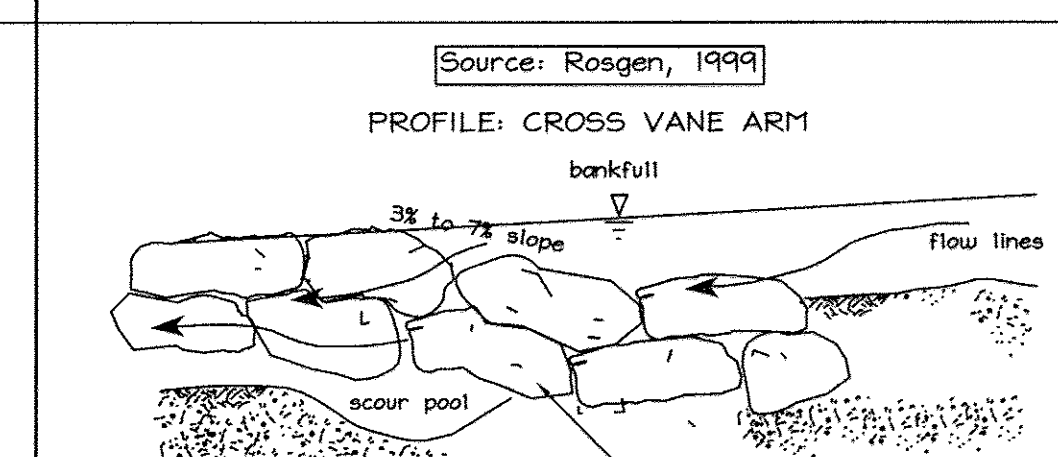 Source: Rosgen, 1999
PROFILE: CROSS VANE ARM
bankfull
3% to 7% slope
flow lines
scour pool